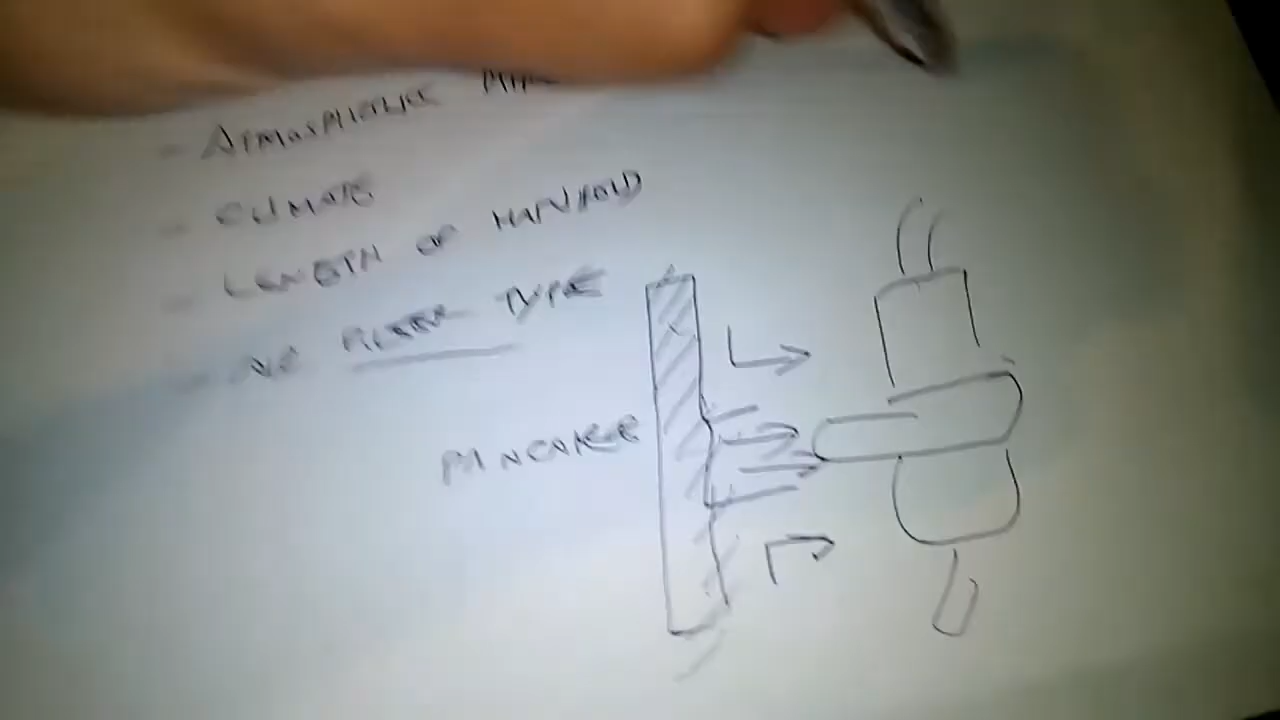 - ATMOSPHERIC
- CLIMATE
- LENGTH OF MANIFOLD
- AIR FILTER TYPE
PANCAKE